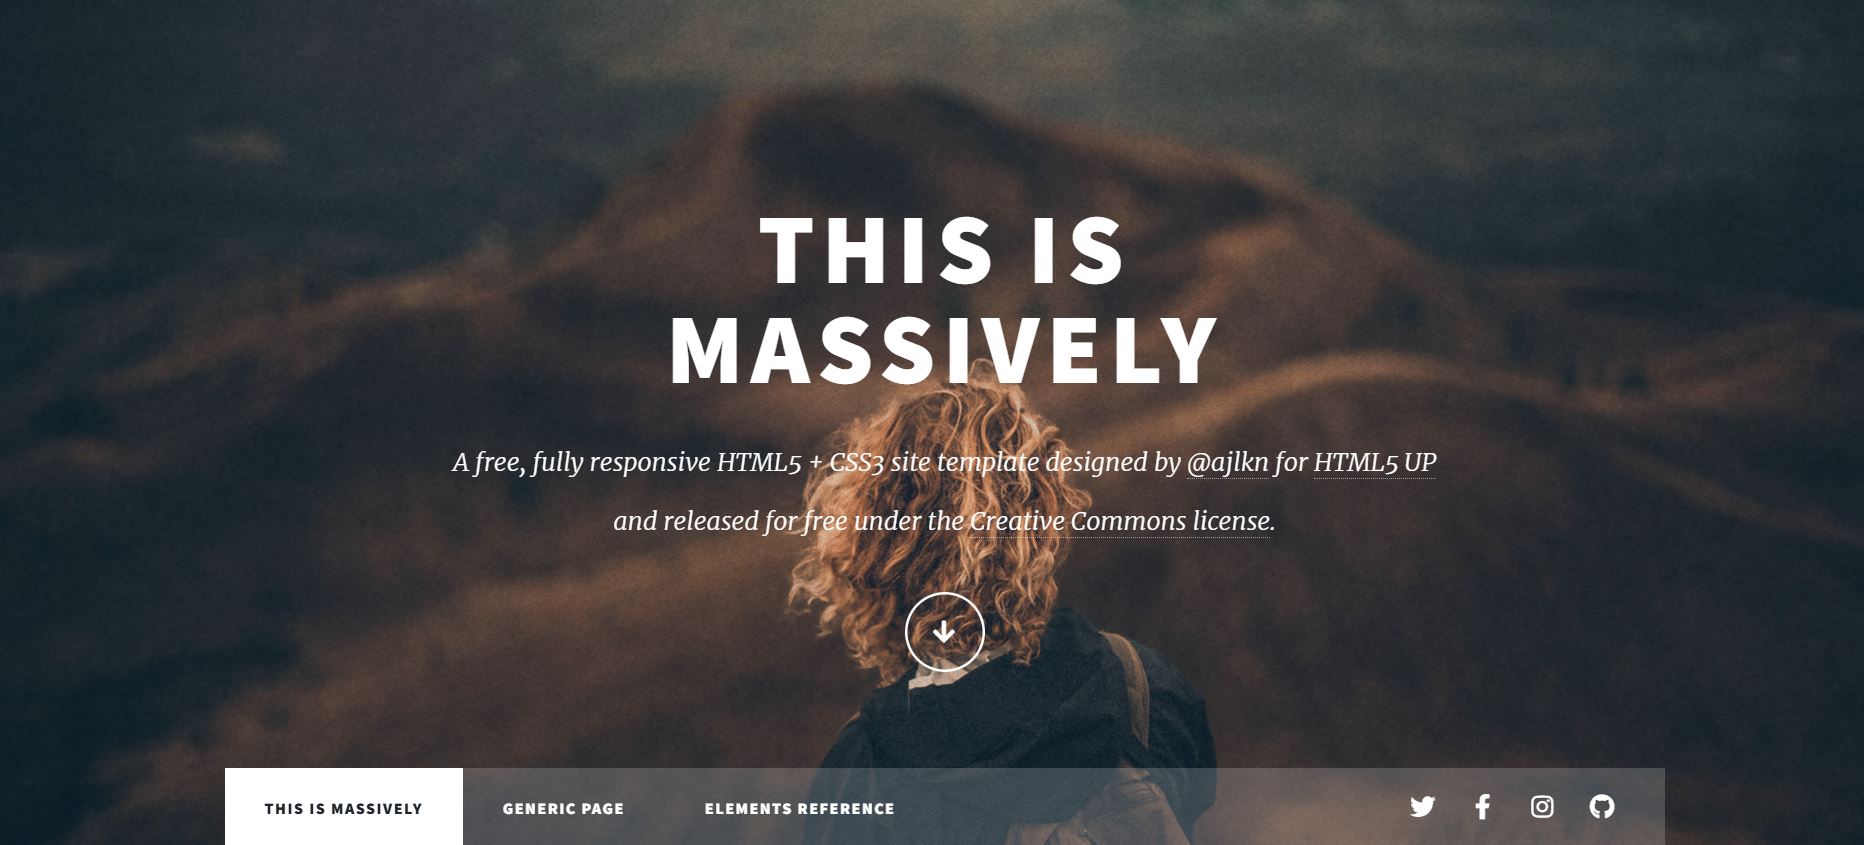 THIS IS
MASSIVELY
A free, fully responsive HTML5 + CSS3 site template designed by @ajlkn for HTML5 UP
and released for free under the Creative Commons license.
THIS IS MASSIVELY
GENERIC PAGE
ELEMENTS REFERENCE